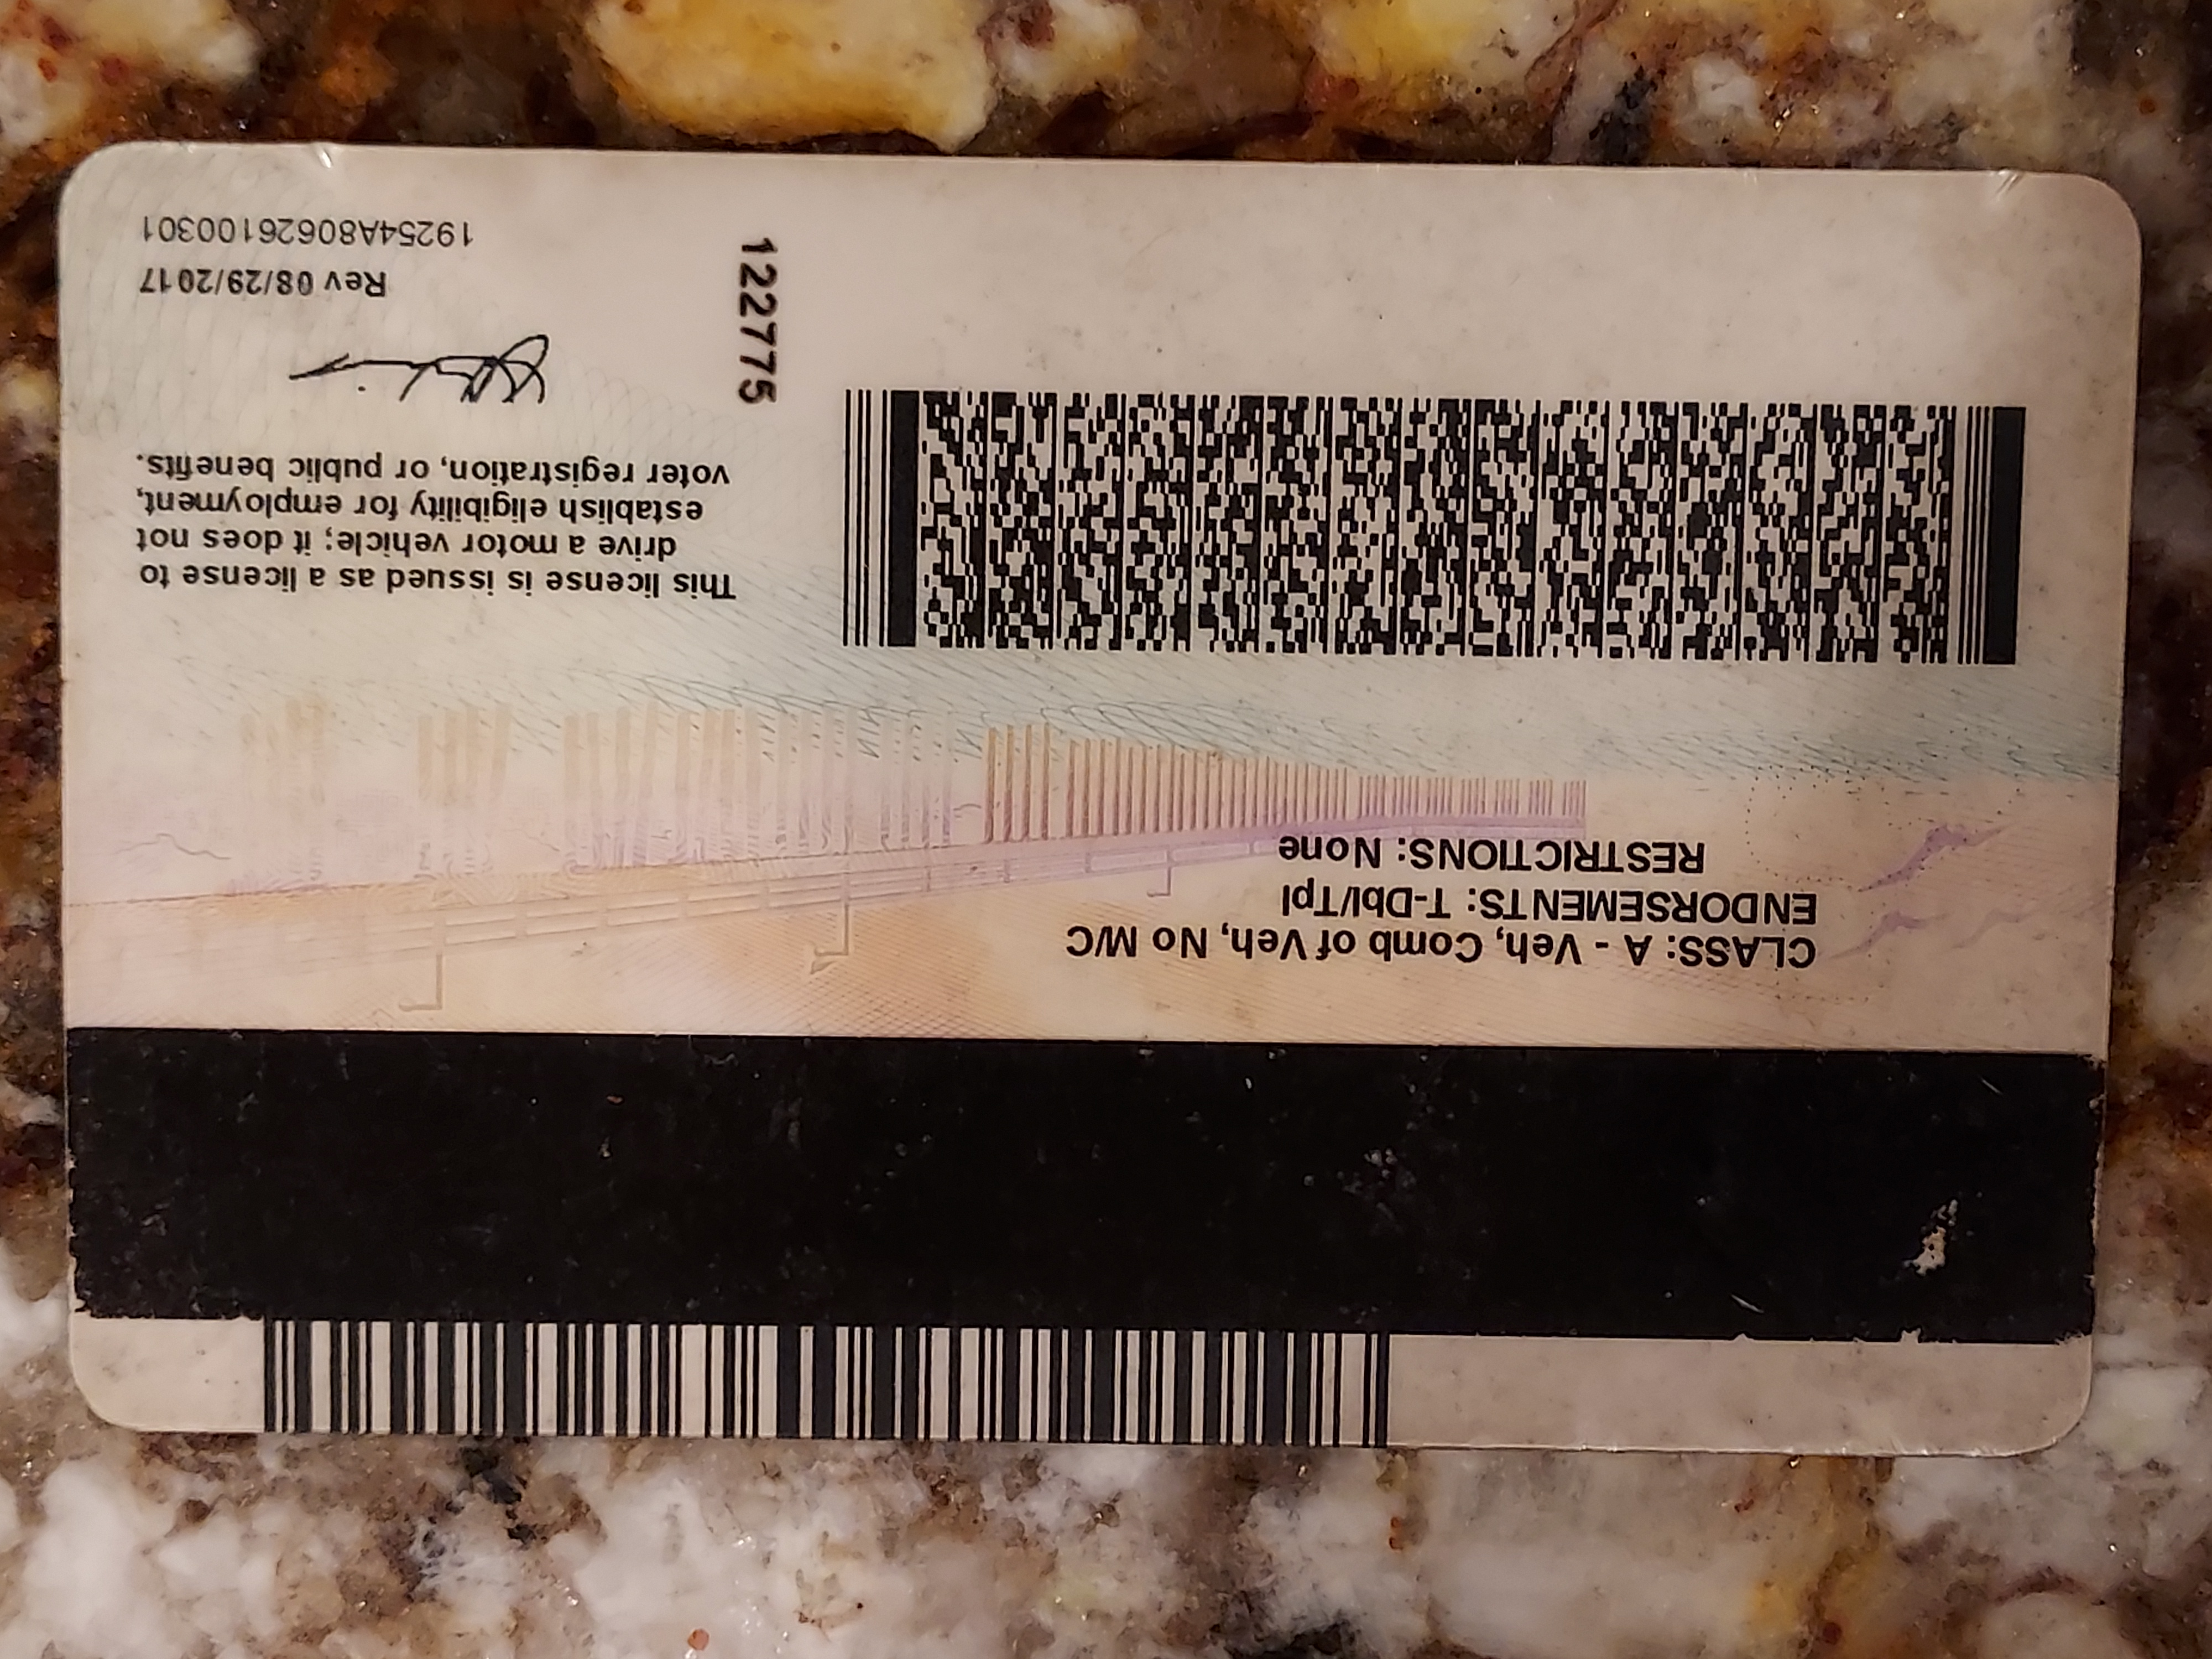 CLASS: A - Veh, Comb of Veh, No M/C
ENDORSEMENTS: T-Dbl/Tpl
RESTRICTIONS: None
This license is issued as a license to
drive a motor vehicle; it does not
establish eligibility for employment,
voter registration, or public benefits.
Rev 08/29/2017
19254A80626100301
122775